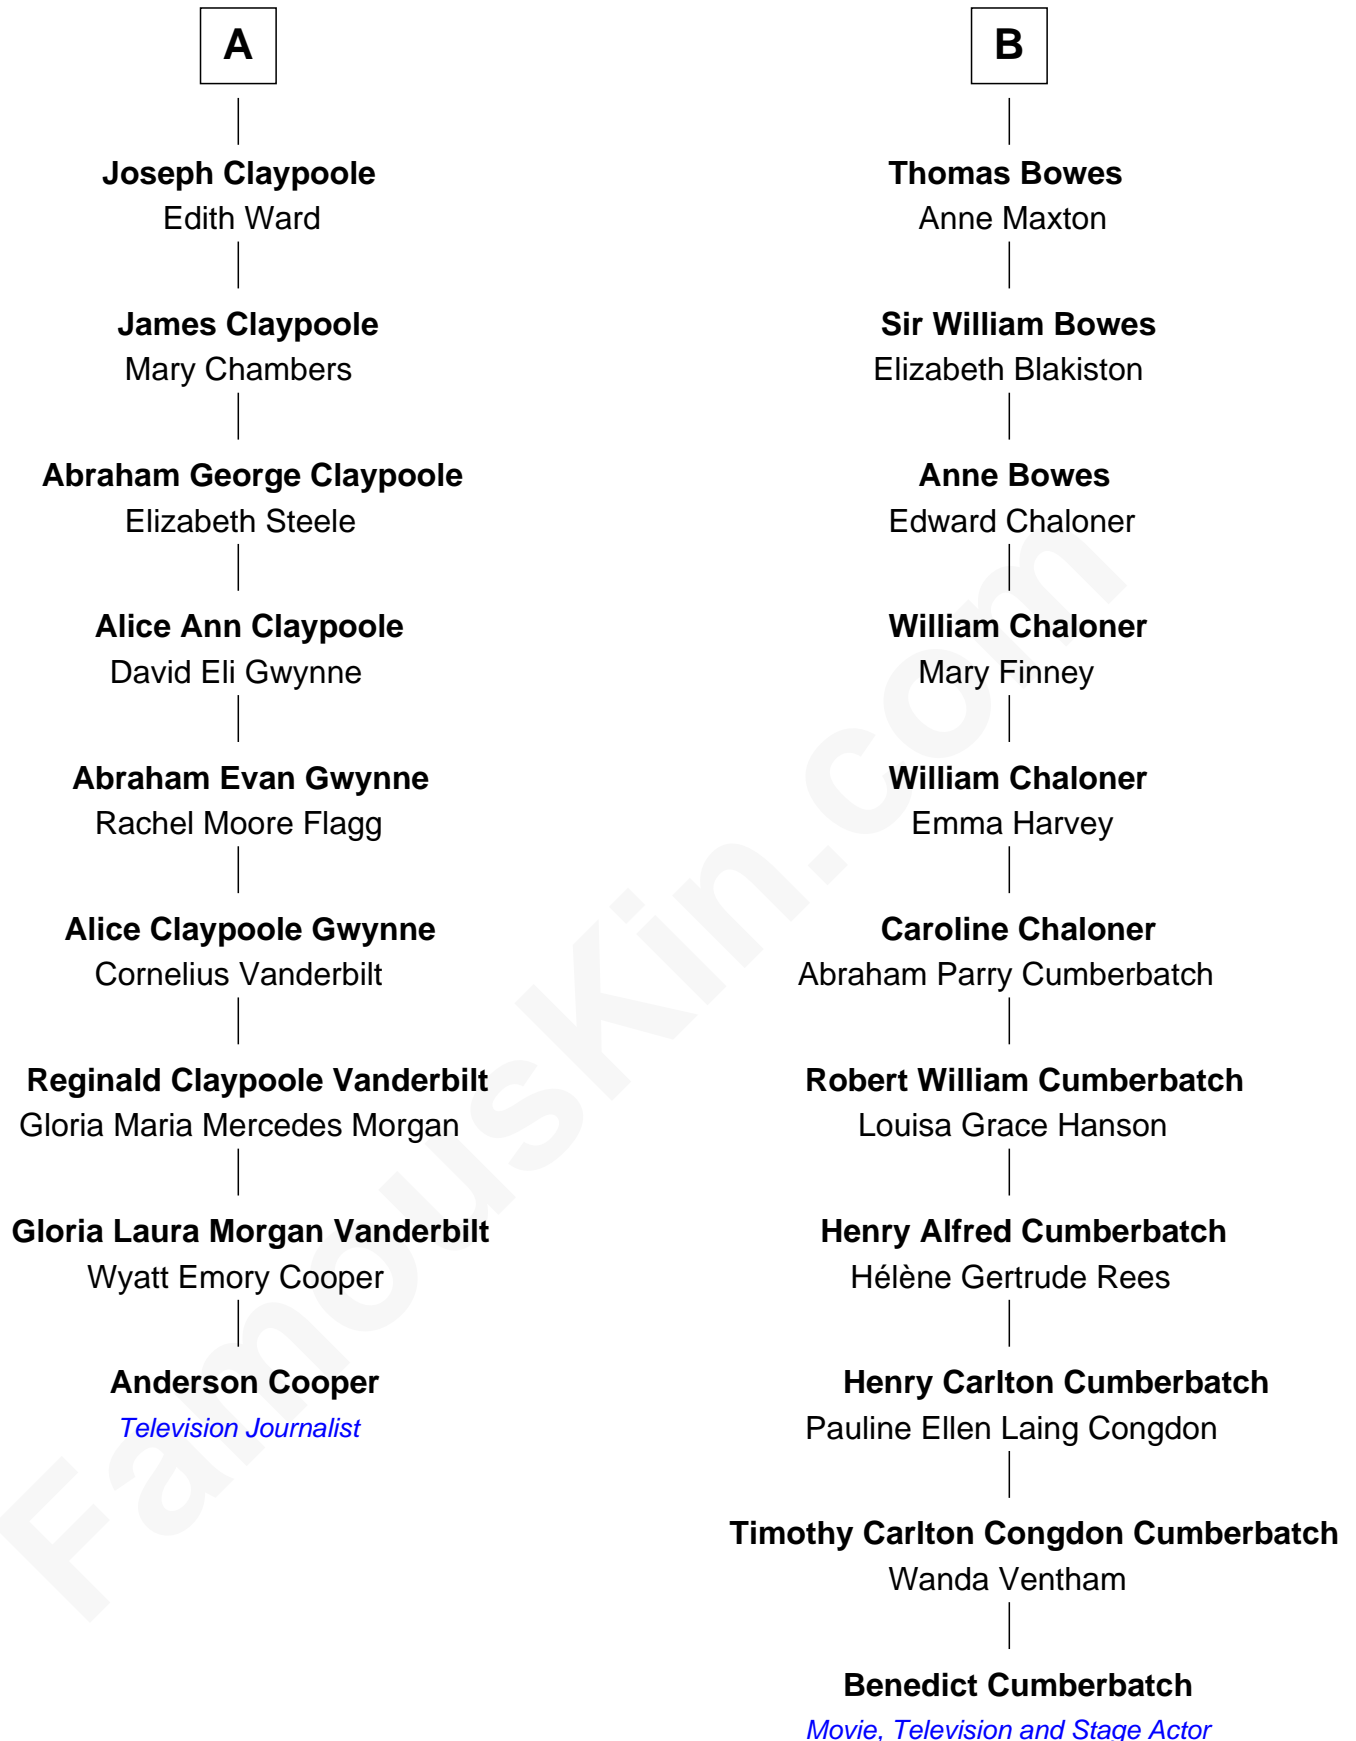 A
Joseph Claypoole
Edith Ward
James Claypoole
Mary Chambers
Abraham George Claypoole
Elizabeth Steele
Alice Ann Claypoole
David Eli Gwynne
Abraham Evan Gwynne
Rachel Moore Flagg
Alice Claypoole Gwynne
Cornelius Vanderbilt
Reginald Claypoole Vanderbilt
Gloria Maria Mercedes Morgan
Gloria Laura Morgan Vanderbilt
Wyatt Emory Cooper
Anderson Cooper
Television Journalist
B
Thomas Bowes
Anne Maxton
Sir William Bowes
Elizabeth Blakiston
Anne Bowes
Edward Chaloner
William Chaloner
Mary Finney
William Chaloner
Emma Harvey
Caroline Chaloner
Abraham Parry Cumberbatch
Robert William Cumberbatch
Louisa Grace Hanson
Henry Alfred Cumberbatch
Hélène Gertrude Rees
Henry Carlton Cumberbatch
Pauline Ellen Laing Congdon
Timothy Carlton Congdon Cumberbatch
Wanda Ventham
Benedict Cumberbatch
Movie, Television and Stage Actor
FamousKin.com